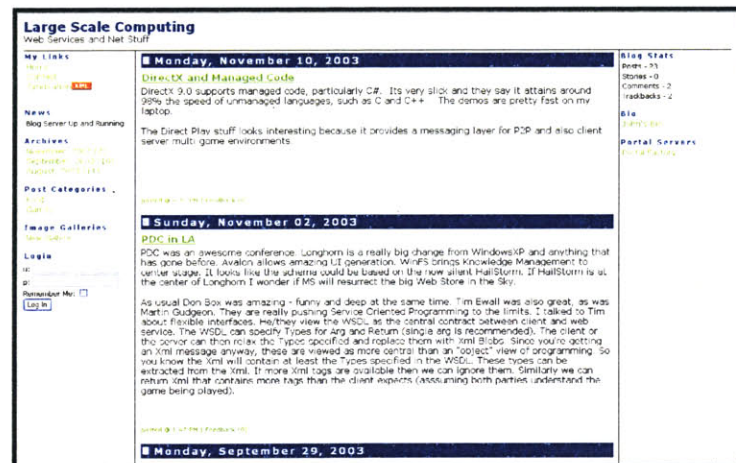 Large Scale Computing
Web Services and Net Stuff
My Links
XML
News
Blog Server Up and Running
Archives
Post Categories
Image Galleries
Login
u:
p:
Remember Me:
Log In
Monday, November 10, 2003
DirectX and Managed Code
DirectX 9.0 supports managed code, particularly C#. Its very slick and they say it attains around
98% the speed of unmanaged languages, such as C and C++ The demos are pretty fast on my
laptop.
The Direct Play stuff looks interesting because it provides a messaging layer for P2P and also client
server multi game environments
Sunday, November 02, 2003
PDC in LA
PDC was an awesome conference. Longhorn is a really big change from WindowsXP and anything that
has gone before. Avalon allows amazing UI generation. WinFS brings Knowledge Management to
center stage. It looks like the schema could be based on the now silent HailStorm. If HailStorm is at
the center of Longhorn I wonder if MS will resurrect the big Web Store in the Sky.
As usual Don Box was amazing - funny and deep at the same time. Tim Ewall was also great, as was
Martin Gudgeon. They are really pushing Service Oriented Programming to the limits. I talked to Tim
about flexible interfaces. He/they view the WSDL as the central contract between client and web
service. The WSDL can specify Types for Arg and Return (single arg is recommended). The client or
the server can then relax the Types specified and replace them with Xml Blobs. Since you're getting
an Xml message anyway, these are viewed as more central than an "object" view of programming. So
you know the Xml will contain at least the Types specified in the WSDL. These types can be
extracted from the Xml. If more Xml tags are available then we can ignore them. Similarly we can
return Xml that contains more tags than the client expects (asssuming both parties understand the
game being played).
Monday, September 29, 2003
Blog Stats
Posts - 23
Stories - 0
Comments - 2
Trackbacks - 2
Bio
Portal Servers